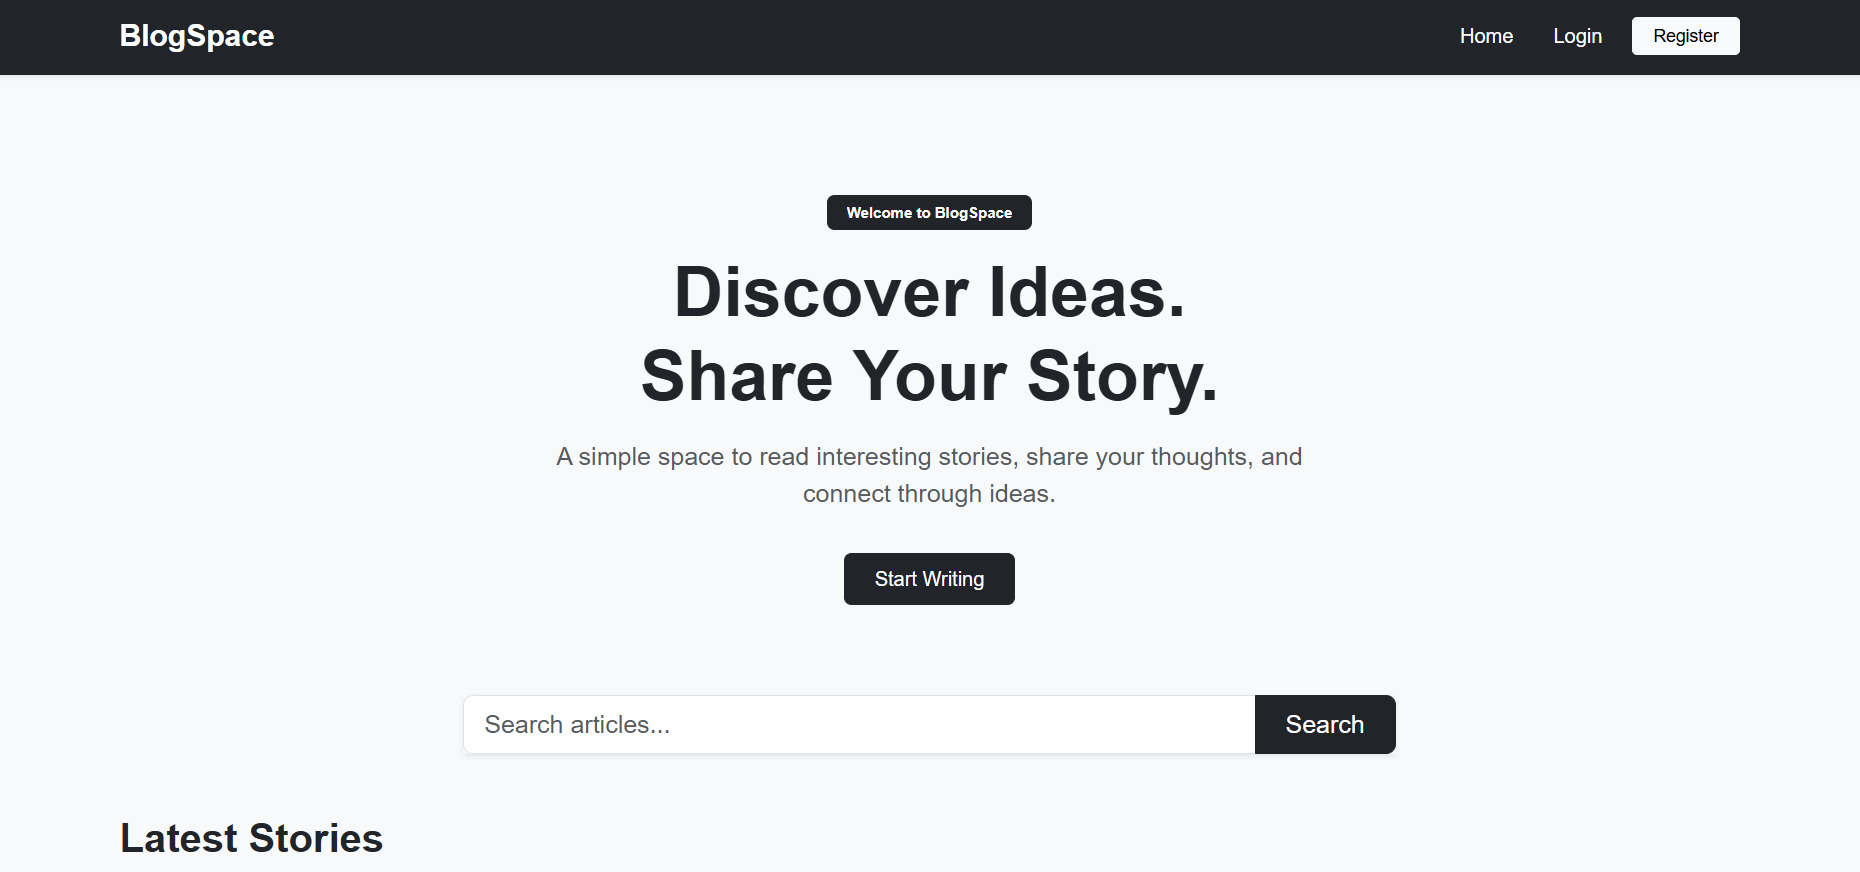 BlogSpace
Home
Login
Register
Welcome to BlogSpace
Discover Ideas.
Share Your Story.
A simple space to read interesting stories, share your thoughts, and
connect through ideas.
Start Writing
Search articles...
Search
Latest Stories